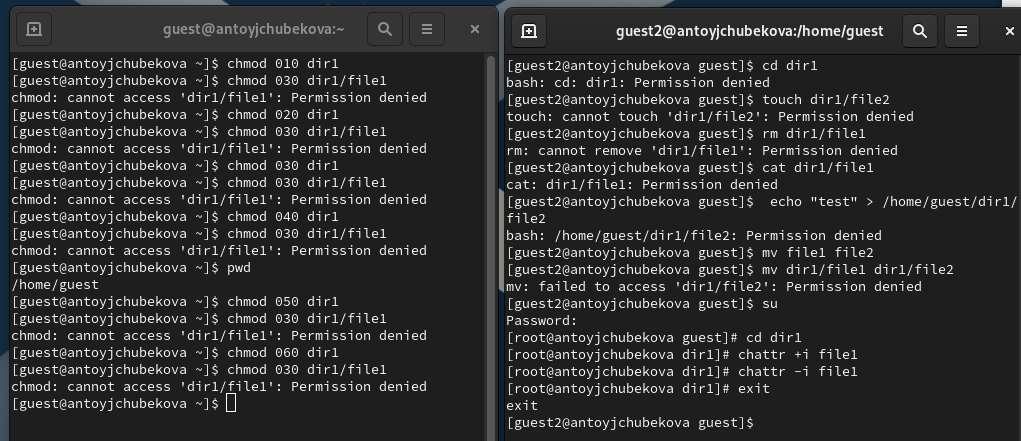 guest@antoyjchubekova:~
[guest@antoyjchubekova ~]$ chmod 010 dir1
[guest@antoyjchubekova ~]$ chmod 030 dir1/file1
chmod: cannot access 'dir1/file1': Permission denied
[guest@antoyjchubekova ~]$ chmod 020 dir1
[guest@antoyjchubekova ~]$ chmod 030 dir1/file1
chmod: cannot access 'dir1/file1': Permission denied
[guest@antoyjchubekova ~]$ chmod 030 dir1
[guest@antoyjchubekova ~]$ chmod 030 dir1/file1
chmod: cannot access 'dir1/file1': Permission denied
[guest@antoyjchubekova ~]$ chmod 040 dir1
[guest@antoyjchubekova ~]$ chmod 030 dir1/file1
chmod: cannot access 'dir1/file1': Permission denied
[guest@antoyjchubekova ~]$ pwd
/home/guest
[guest@antoyjchubekova ~]$ chmod 050 dir1
[guest@antoyjchubekova ~]$ chmod 030 dir1/file1
chmod: cannot access 'dir1/file1': Permission denied
[guest@antoyjchubekova ~]$ chmod 060 dir1
[guest@antoyjchubekova ~]$ chmod 030 dir1/file1
chmod: cannot access 'dir1/file1': Permission denied
[guest@antoyjchubekova ~]$
guest2@antoyjchubekova:/home/guest
[guest2@antoyjchubekova guest]$ cd dir1
bash: cd: dir1: Permission denied
[guest2@antoyjchubekova guest]$ touch dir1/file2
touch: cannot touch 'dir1/file2': Permission denied
[guest2@antoyjchubekova guest]$ rm dir1/file1
rm: cannot remove 'dir1/file1': Permission denied
[guest2@antoyjchubekova guest]$ cat dir1/file1
cat: dir1/file1: Permission denied
[guest2@antoyjchubekova guest]$  echo "test" > /home/guest/dir1/
file2
bash: /home/guest/dir1/file2: Permission denied
[guest2@antoyjchubekova guest]$ mv file1 file2
[guest2@antoyjchubekova guest]$ mv dir1/file1 dir1/file2
mv: failed to access 'dir1/file2': Permission denied
[guest2@antoyjchubekova guest]$ su
Password:
[root@antoyjchubekova guest]# cd dir1
[root@antoyjchubekova dir1]# chattr +i file1
[root@antoyjchubekova dir1]# chattr -i file1
[root@antoyjchubekova dir1]# exit
exit
[guest2@antoyjchubekova guest]$